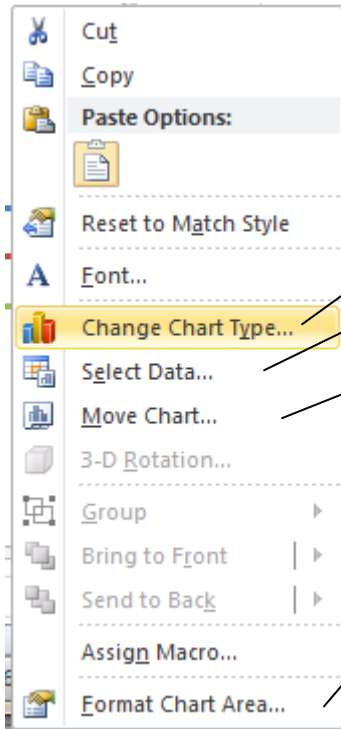 Cut
Copy
Paste Options:
Reset to Match Style
Font...
Change Chart Type...
Select Data...
Move Chart...
3-D Rotation...
Group
Bring to Front
Send to Back
Assign Macro...
Format Chart Area...